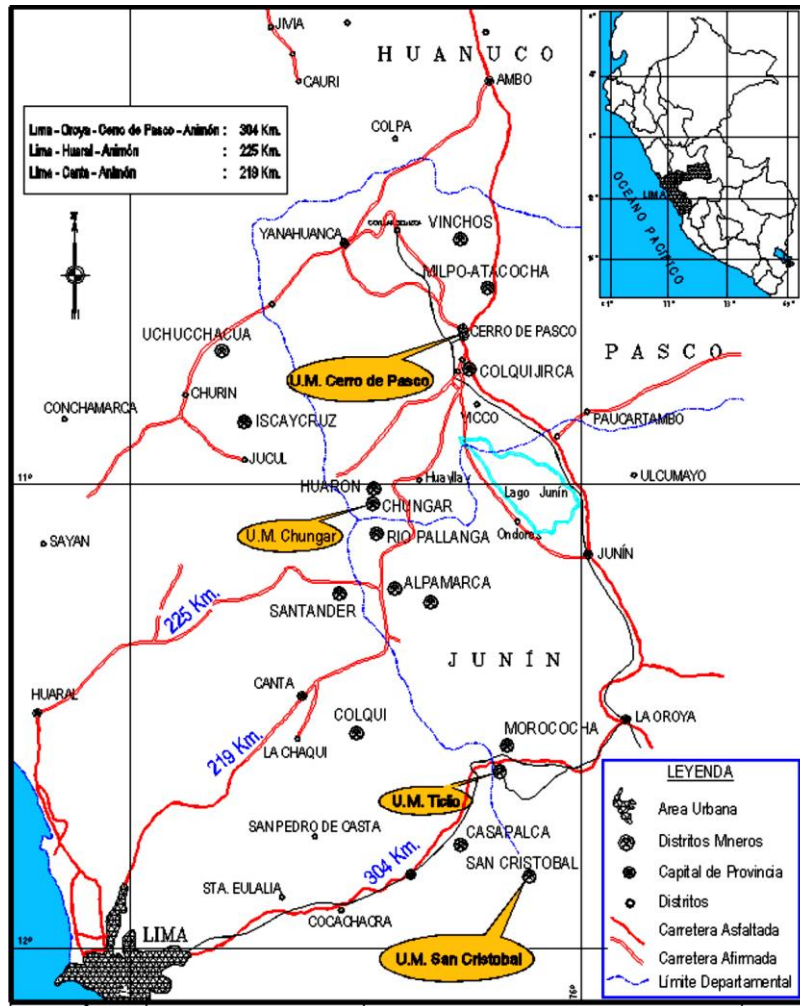 JIVIA
HUANUCO
CAURI
AMBO
Lima - Oroya - Cerro de Pasco - Animón : 304 Km.
Lima - Huaral - Animón : 225 Km.
Lima - Canta - Animón : 219 Km.
COLPA
OCEANO PACIFICO
LIMA
YANAHUANCA
VINCHOS
MILPO-ATACOCHA
CERRO DE PASCO
UCHUCCHACUA
U.M. Cerro de Pasco
COLQUIJIRCA
PASCO
CHURIN
CONCHAMARCA
ISCAYCRUZ
VICCO
PAUCARTAMBO
JUCUL
11°
HUARON
Huayllay
Lago Junín
ULCUMAYO
CHUNGAR
U.M. Chungar
RIO PALLANGA
Ondores
SAYAN
JUNÍN
ALPAMARCA
SANTANDER
225 Km.
JUNÍN
CANTA
HUARAL
COLQUI
LA OROYA
LA CHAQUI
MOROCOCHA
219 Km.
U.M. Ticlio
SAN PEDRO DE CASTA
CASAPALCA
304 Km.
SAN CRISTOBAL
STA. EULALIA
COCACHACRA
LIMA
12°
U.M. San Cristobal
76°
LEYENDA
Area Urbana
Distritos Mneros
Capital de Provincia
Distritos
Carretera Asfaltada
Carretera Afirmada
Límite Departamental